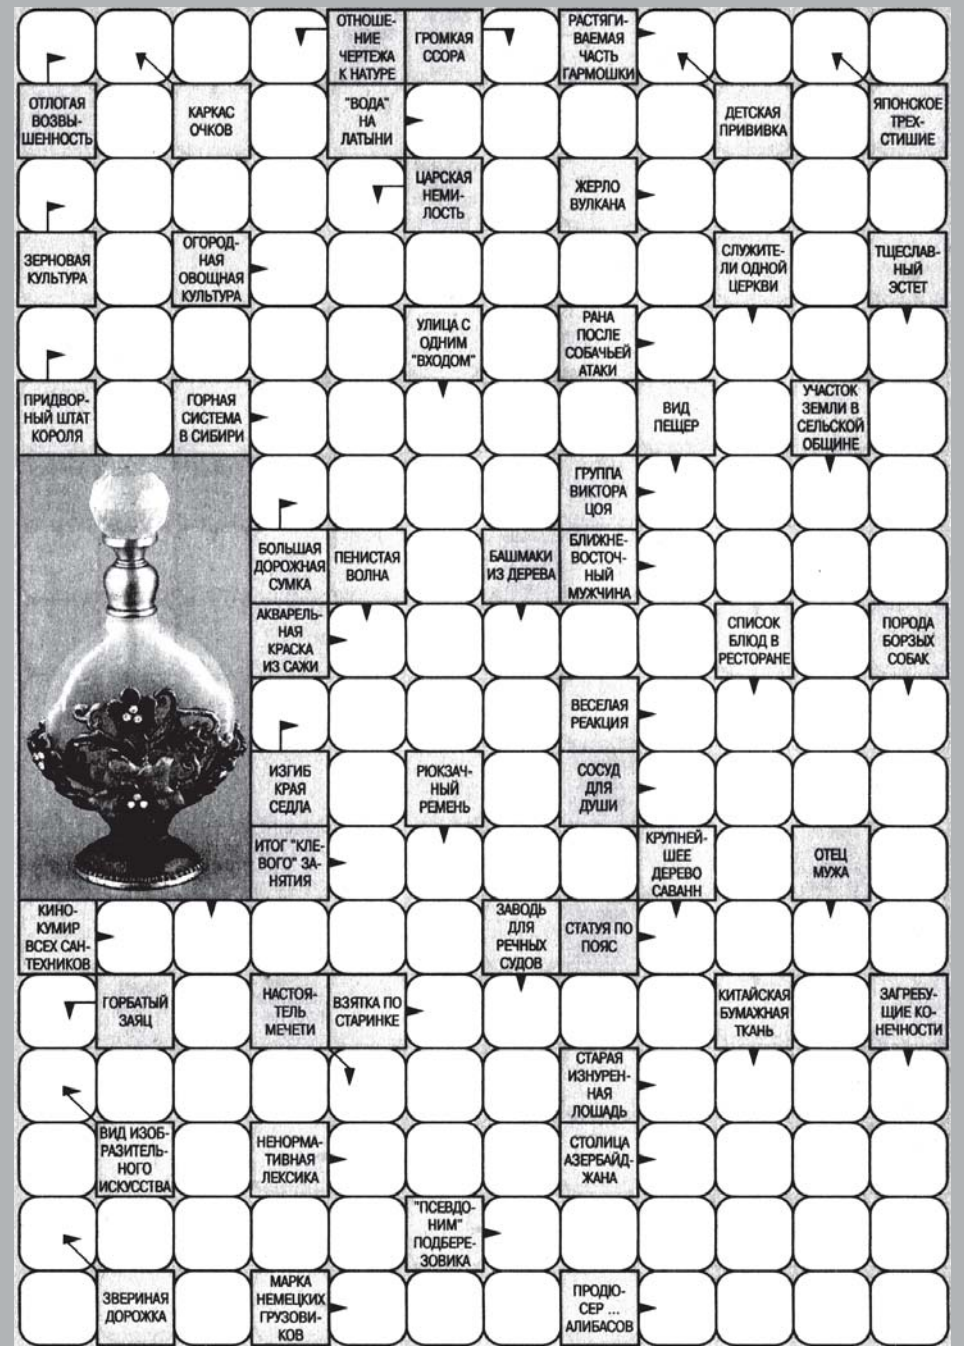 ОТНОШЕ-
НИЕ
ЧЕРТЕЖА
К НАТУРЕ
ГРОМКАЯ
ССОРА
РАСТЯГИ-
ВАЕМАЯ
ЧАСТЬ
ГАРМОШКИ
ОТЛОГАЯ
ВОЗВЫ-
ШЕННОСТЬ
КАРКАС
ОЧКОВ
"ВОДА"
НА
ЛАТЫНИ
ДЕТСКАЯ
ПРИВИВКА
ЯПОНСКОЕ
ТРЕХ-
СТИШИЕ
ЦАРСКАЯ
НЕМИ-
ЛОСТЬ
ЖЕРЛО
ВУЛКАНА
ЗЕРНОВАЯ
КУЛЬТУРА
ОГОРОД-
НАЯ
ОВОЩНАЯ
КУЛЬТУРА
СЛУЖИТЕ-
ЛИ ОДНОЙ
ЦЕРКВИ
ТЩЕСЛАВ-
НЫЙ
ЭСТЕТ
УЛИЦА С
ОДНИМ
"ВХОДОМ"
РАНА
ПОСЛЕ
СОБАЧЬЕЙ
АТАКИ
ПРИДВОР-
НЫЙ ШТАТ
КОРОЛЯ
ГОРНАЯ
СИСТЕМА
В СИБИРИ
ВИД
ПЕЩЕР
УЧАСТОК
ЗЕМЛИ В
СЕЛЬСКОЙ
ОБЩИНЕ
ГРУППА
ВИКТОРА
ЦОЯ
БОЛЬШАЯ
ДОРОЖНАЯ
СУМКА
ПЕНИСТАЯ
ВОЛНА
БАШМАКИ
ИЗ ДЕРЕВА
БЛИЖНЕ-
ВОСТОЧ-
НЫЙ
МУЖЧИНА
АКВАРЕЛЬ-
НАЯ
КРАСКА
ИЗ САЖИ
СПИСОК
БЛЮД В
РЕСТОРАНЕ
ПОРОДА
БОРЗЫХ
СОБАК
ВЕСЕЛАЯ
РЕАКЦИЯ
ИЗГИБ
КРАЯ
СЕДЛА
РЮКЗАЧ-
НЫЙ
РЕМЕНЬ
СОСУД
ДЛЯ
ДУШИ
ИТОГ "КЛЕ-
ВОГО" ЗА-
НЯТИЯ
КРУПНЕЙ-
ШЕЕ
ДЕРЕВО
САВАНН
ОТЕЦ
МУЖА
КИНО-
КУМИР
ВСЕХ САН-
ТЕХНИКОВ
ЗАВОДЬ
ДЛЯ
РЕЧНЫХ
СУДОВ
СТАТУЯ ПО
ПОЯС
ГОРБАТЫЙ
ЗАЯЦ
НАСТОЯ-
ТЕЛЬ
МЕЧЕТИ
ВЗЯТКА ПО
СТАРИНКЕ
КИТАЙСКАЯ
БУМАЖНАЯ
ТКАНЬ
ЗАГРЕБУ-
ЩИЕ КО-
НЕЧНОСТИ
СТАРАЯ
ИЗНУРЕН-
НАЯ
ЛОШАДЬ
ВИД ИЗОБ-
РАЗИТЕЛЬ-
НОГО
ИСКУССТВА
НЕНОРМА-
ТИВНАЯ
ЛЕКСИКА
СТОЛИЦА
АЗЕРБАЙД-
ЖАНА
"ПСЕВДО-
НИМ"
ПОДБЕРЕ-
ЗОВИКА
ЗВЕРИНАЯ
ДОРОЖКА
МАРКА
НЕМЕЦКИХ
ГРУЗОВИ-
КОВ
ПРОДЮ-
СЕР ...
АЛИБАСОВ